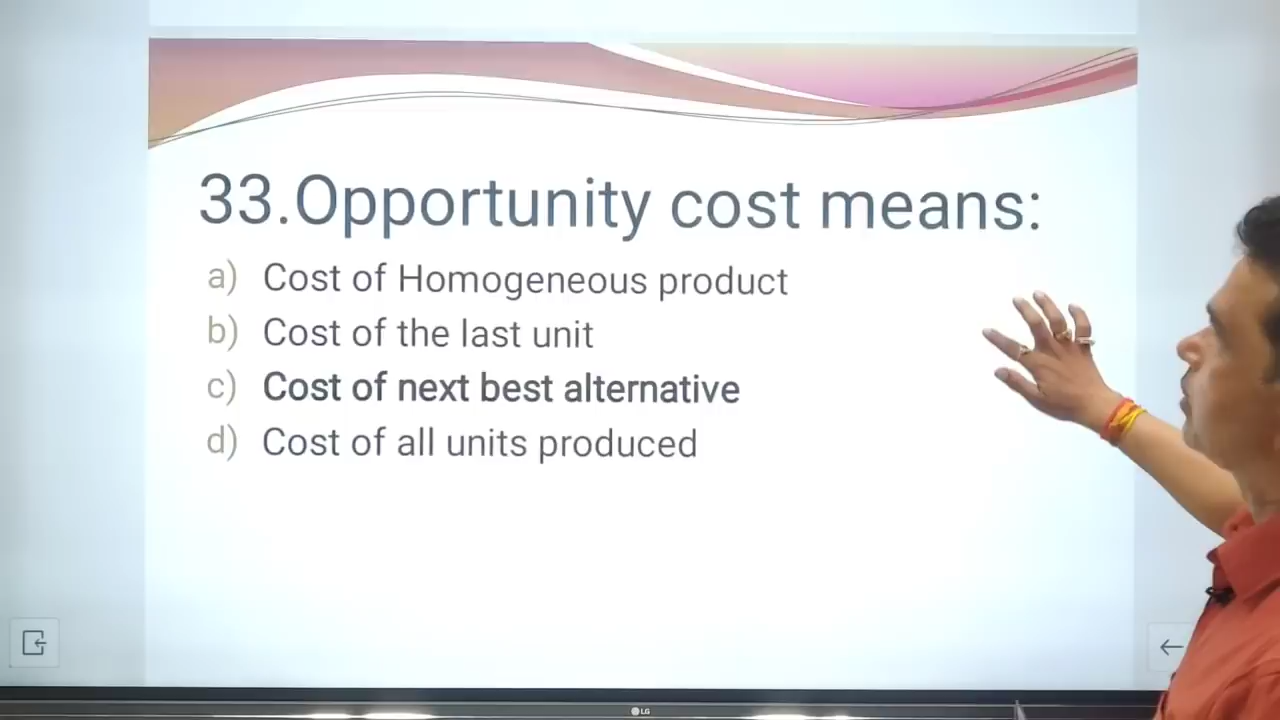 33.Opportunity cost means:
a) Cost of Homogeneous product
b) Cost of the last unit
c) Cost of next best alternative
d) Cost of all units produced
LG